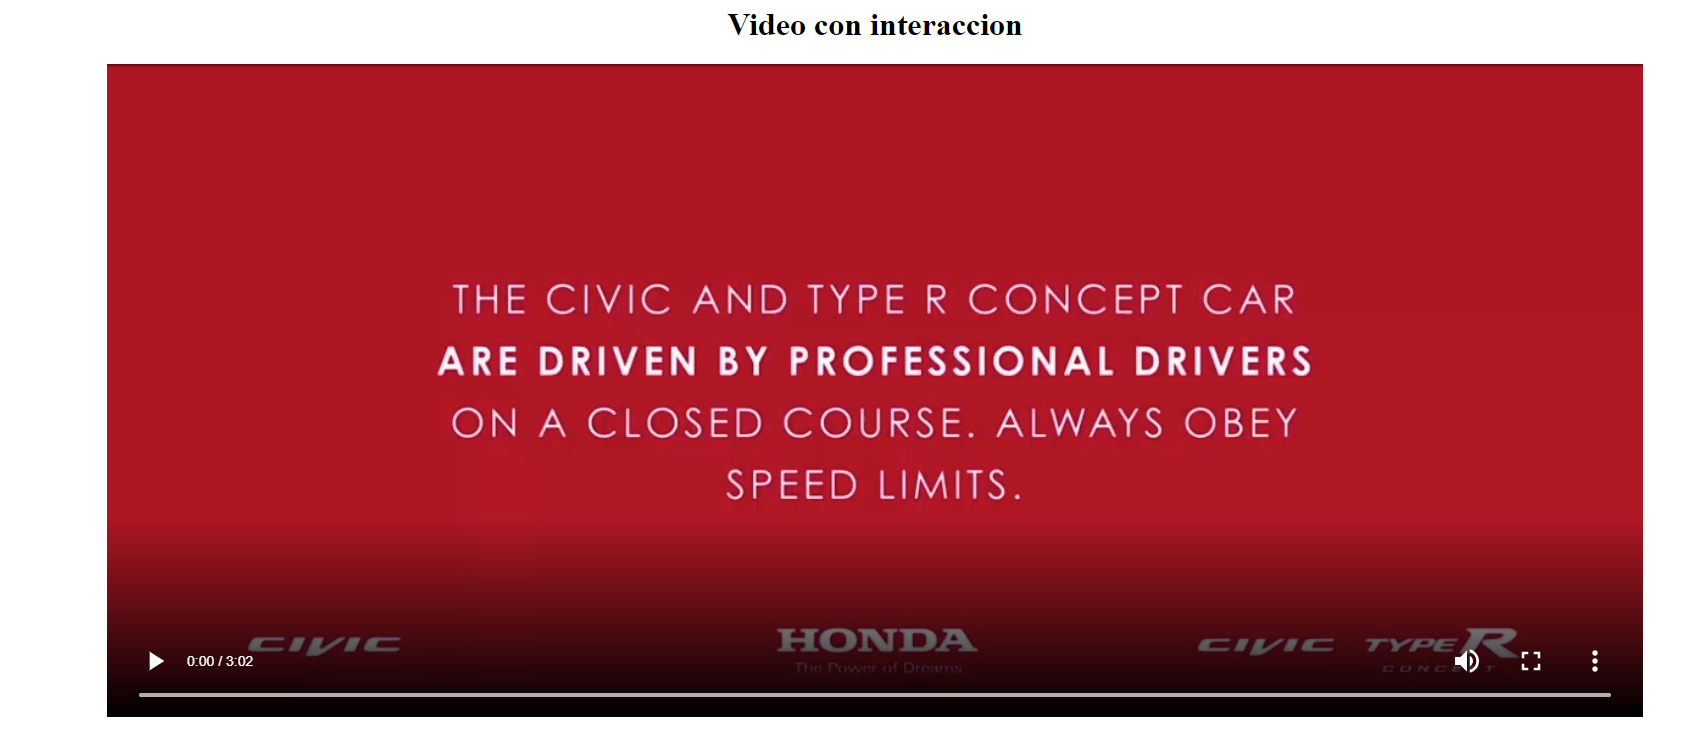 Video con interaccion
THE CIVIC AND TYPE R CONCEPT CAR
ARE DRIVEN BY PROFESSIONAL DRIVERS
ON A CLOSED COURSE. ALWAYS OBEY
SPEED LIMITS.
CIVIC
HONDA
The Power of Dreams
CIVIC TYPE R
0:00 / 3:02